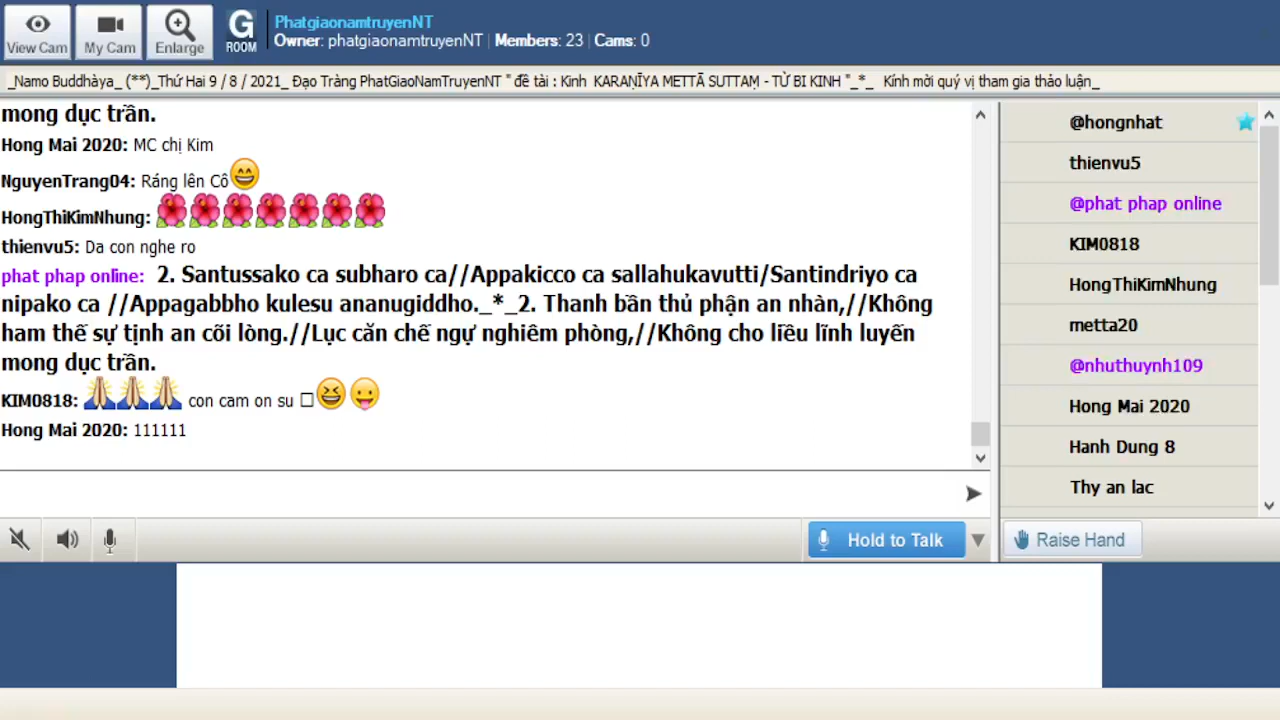 View Cam
My Cam
Enlarge
G
ROOM
PhatgiaonamtruyenNT
Owner: phatgiaonamtruyenNT | Members: 23 | Cams: 0
_Namo Buddhàya_ (**)_Thứ Hai 9 / 8 / 2021_ Đạo Tràng PhatGiaoNamTruyenNT " đề tài : Kinh KARAṆĪYA METTĀ SUTTAṂ - TỪ BI KINH "_*_ Kính mời quý vị tham gia thảo luận_
mong dục trần.
Hong Mai 2020: MC chị Kim
NguyenTrang04: Ráng lên Cô
HongThiKimNhung:
thienvu5: Da con nghe ro
phat phap online: 2. Santussako ca subharo ca//Appakicco ca sallahukavutti/Santindriyo ca
nipako ca //Appagabbho kulesu ananugiddho._*_2. Thanh bần thủ phận an nhàn,//Không
ham thế sự tịnh an cõi lòng.//Lục căn chế ngự nghiêm phòng,//Không cho liều lĩnh luyến
mong dục trần.
KIM0818: con cam on su
Hong Mai 2020: 111111
@hongnhat
thienvu5
@phat phap online
KIM0818
HongThiKimNhung
metta20
@nhuthuynh109
Hong Mai 2020
Hanh Dung 8
Thy an lac
Hold to Talk
Raise Hand